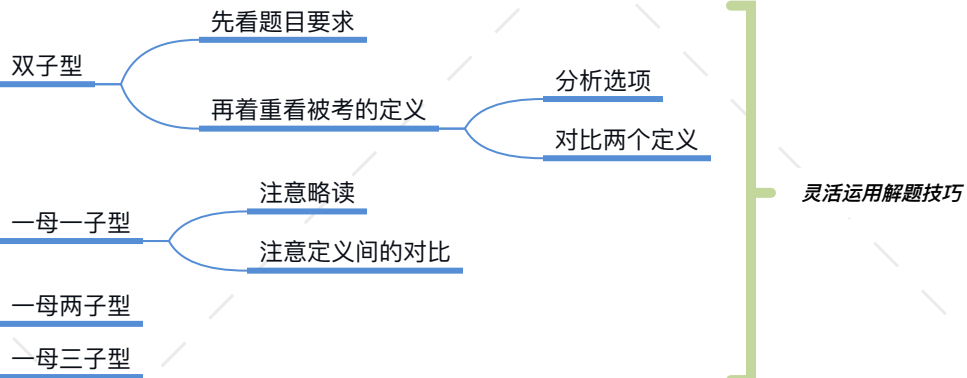 双子型
先看题目要求
再着重看被考的定义
分析选项
对比两个定义
一母一子型
注意略读
注意定义间的对比
一母两子型
一母三子型
灵活运用解题技巧